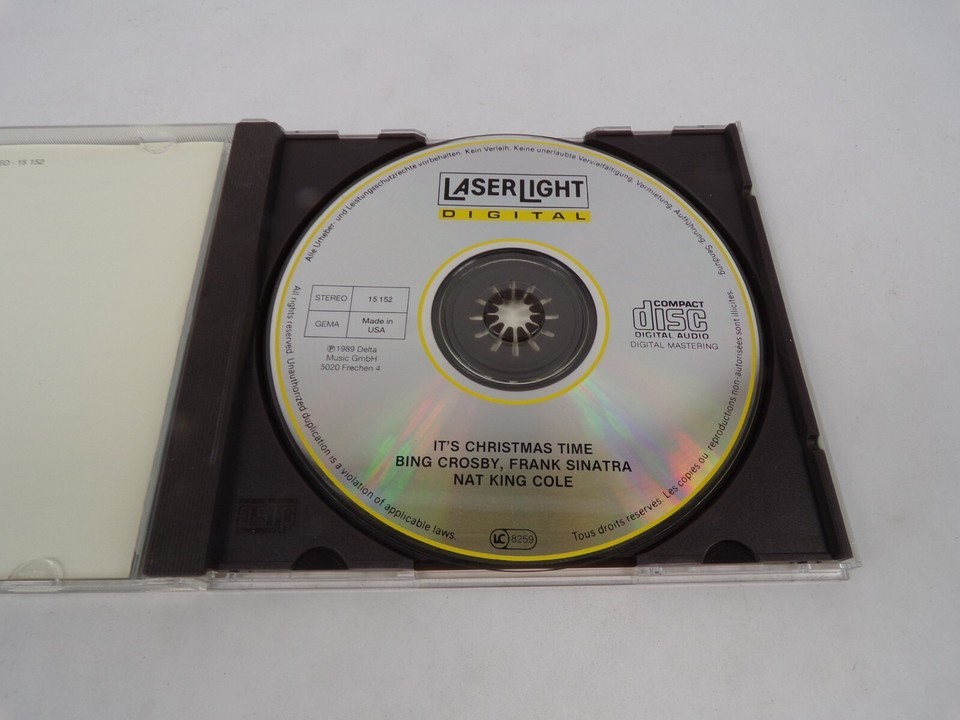 EO · 15 152
Alle Urheber- und Leistungsschutzrechte vorbehalten. Kein Verleih. Keine unerlaubte Vervielfältigung, Vermietung, Aufführung, Sendung.
LASERLIGHT
DIGITAL
STEREO 15 152
GEMA Made in USA
℗ 1989 Delta
Music GmbH
5020 Frechen 4
COMPACT
disc
DIGITAL AUDIO
DIGITAL MASTERING
IT'S CHRISTMAS TIME
BING CROSBY, FRANK SINATRA
NAT KING COLE
LC 8259
All rights reserved. Unauthorized duplication is a violation of applicable laws.
Tous droits réservés. Les copies ou reproductions non autorisées sont illicites.